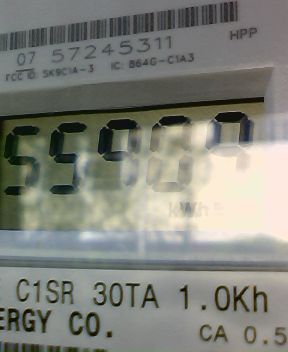 07 57245311 HPP
FCC ID: SK9C1A-3 IC: 864G-C1A3
55909
kWh
C1SR 30TA 1.0Kh
ERGY CO. CA 0.5